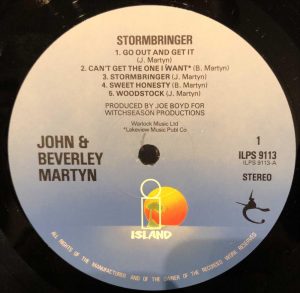 STORMBRINGER
1. GO OUT AND GET IT
(J. Martyn)
2. CAN'T GET THE ONE I WANT* (B. Martyn)
3. STORMBRINGER (J. Martyn)
4. SWEET HONESTY (B. Martyn)
5. WOODSTOCK (J. Martyn)
PRODUCED BY JOE BOYD FOR
WITCHSEASON PRODUCTIONS
Warlock Music Ltd
*Lakeview Music Publ Co
JOHN &
BEVERLEY
MARTYN
1
ILPS 9113
ILPS 9113-A
STEREO
i
ISLAND
ALL RIGHTS OF THE MANUFACTURER AND OF THE OWNER OF THE RECORDED WORK RESERVED